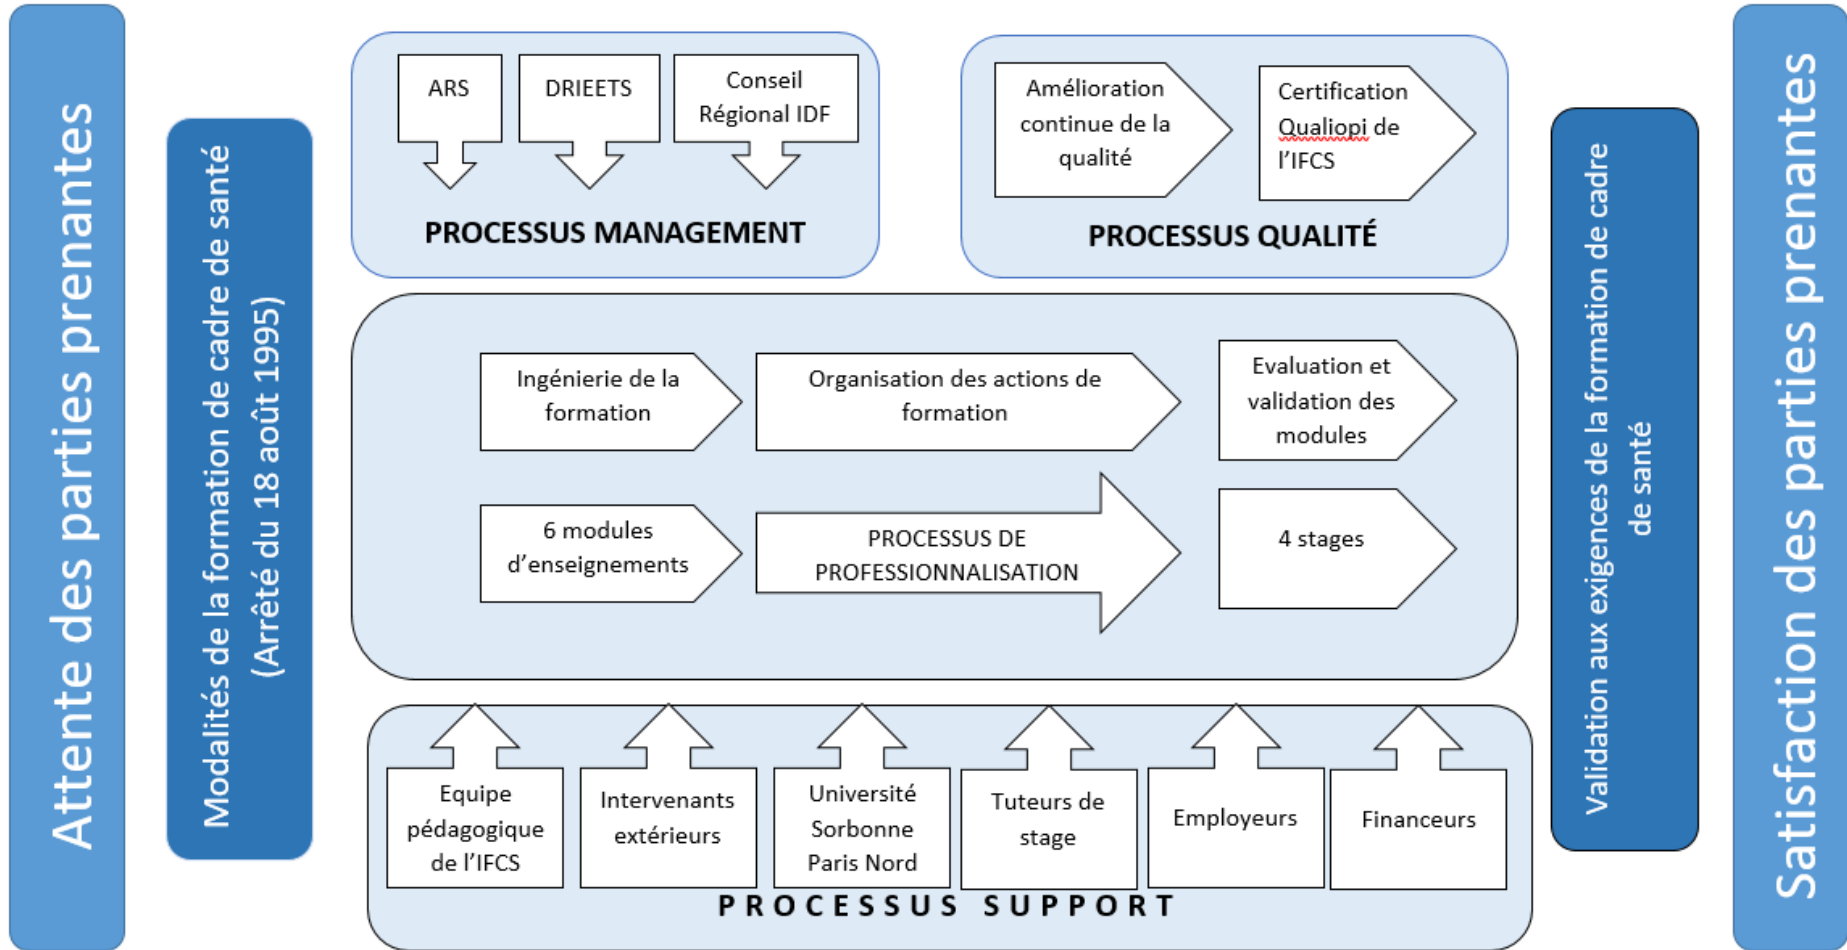 Attente des parties prenantes
Modalités de la formation de cadre de santé
(Arrêté du 18 août 1995)
ARS
DRIEETS
Conseil
Régional IDF
PROCESSUS MANAGEMENT
Amélioration
continue de la
qualité
Certification
Qualiopi de
l’IFCS
PROCESSUS QUALITÉ
Ingénierie de la
formation
Organisation des actions de
formation
Evaluation et
validation des
modules
6 modules
d’enseignements
PROCESSUS DE
PROFESSIONNALISATION
4 stages
Equipe
pédagogique
de l’IFCS
Intervenants
extérieurs
Université
Sorbonne
Paris Nord
Tuteurs de
stage
Employeurs
Financeurs
PROCESSUS SUPPORT
Validation aux exigences de la formation de cadre
de santé
Satisfaction des parties prenantes